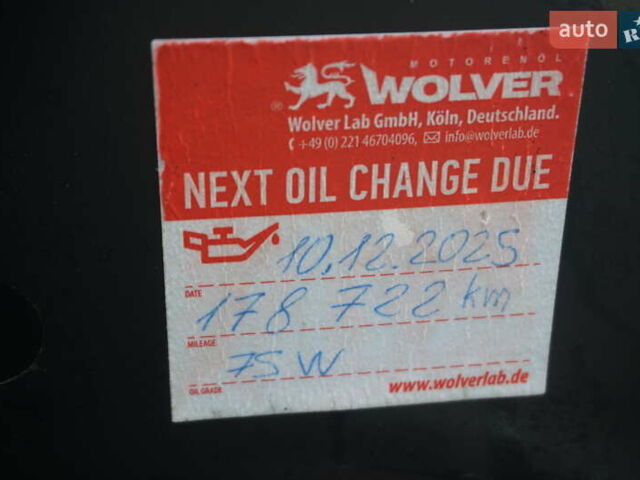 auto
R
MOTORENÖL
® WOLVER
Wolver Lab GmbH, Köln, Deutschland.
+49 (0) 221 46704096, info@wolverlab.de
NEXT OIL CHANGE DUE
10.12.2025
DATE
178 722 km
MILEAGE
75W
OIL GRADE
www.wolverlab.de